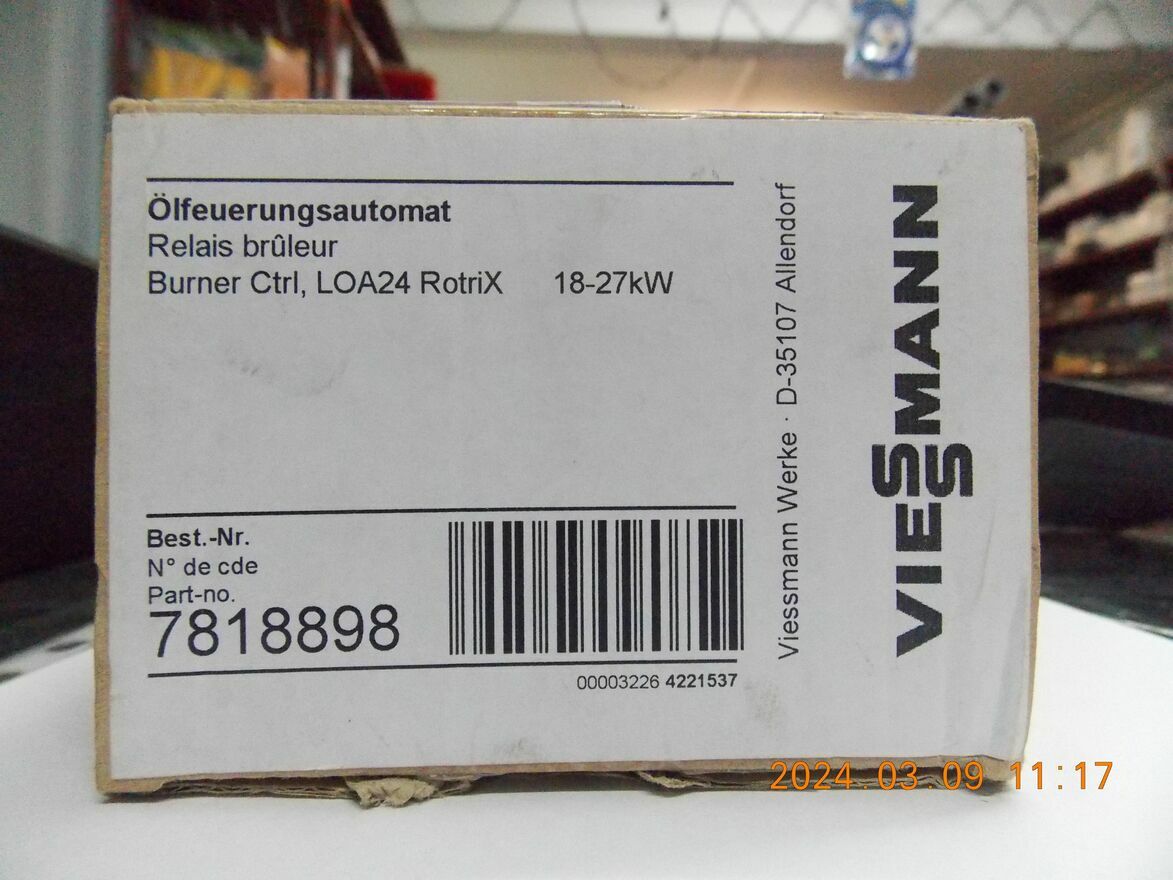 Ölfeuerungsautomat
Relais brûleur
Burner Ctrl, LOA24 RotriX 18-27kW
Best.-Nr.
N° de cde
Part-no.
7818898
00003226 4221537
Viessmann Werke · D-35107 Allendorf
VIESSMANN
2024.03.09 11:17